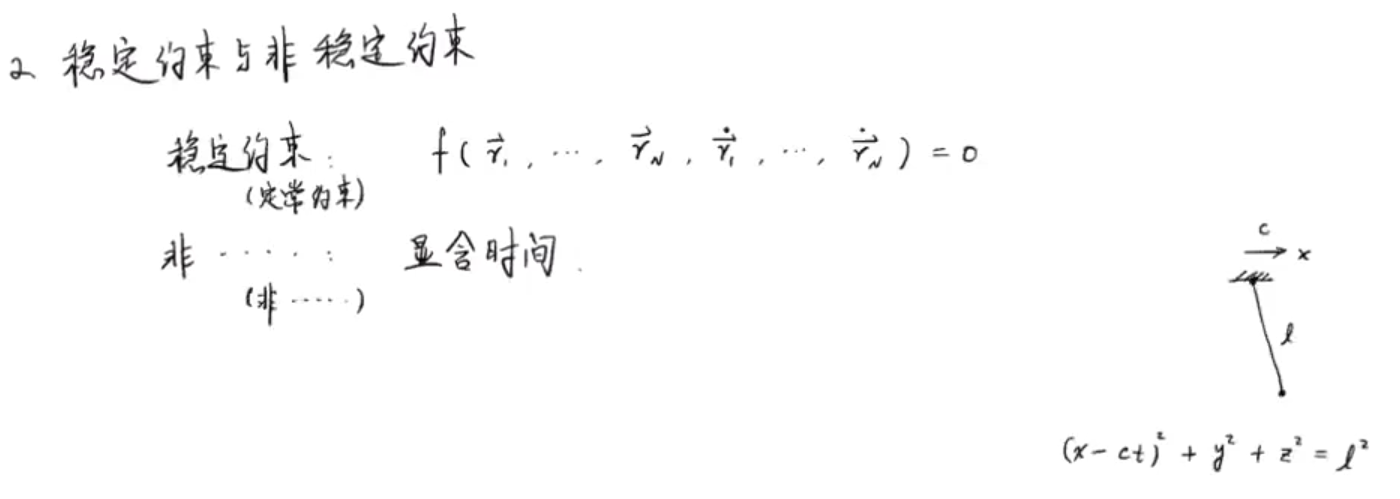 2 稳定约束与非稳定约束
稳定约束: f( r⃗₁, ⋯, r⃗_N, ṙ⃗₁, ⋯, ṙ⃗_N ) = 0
(定常约束)
非 ·····: 显含时间.
(非 ·····)
c
x
l
(x - ct)² + y² + z² = l²